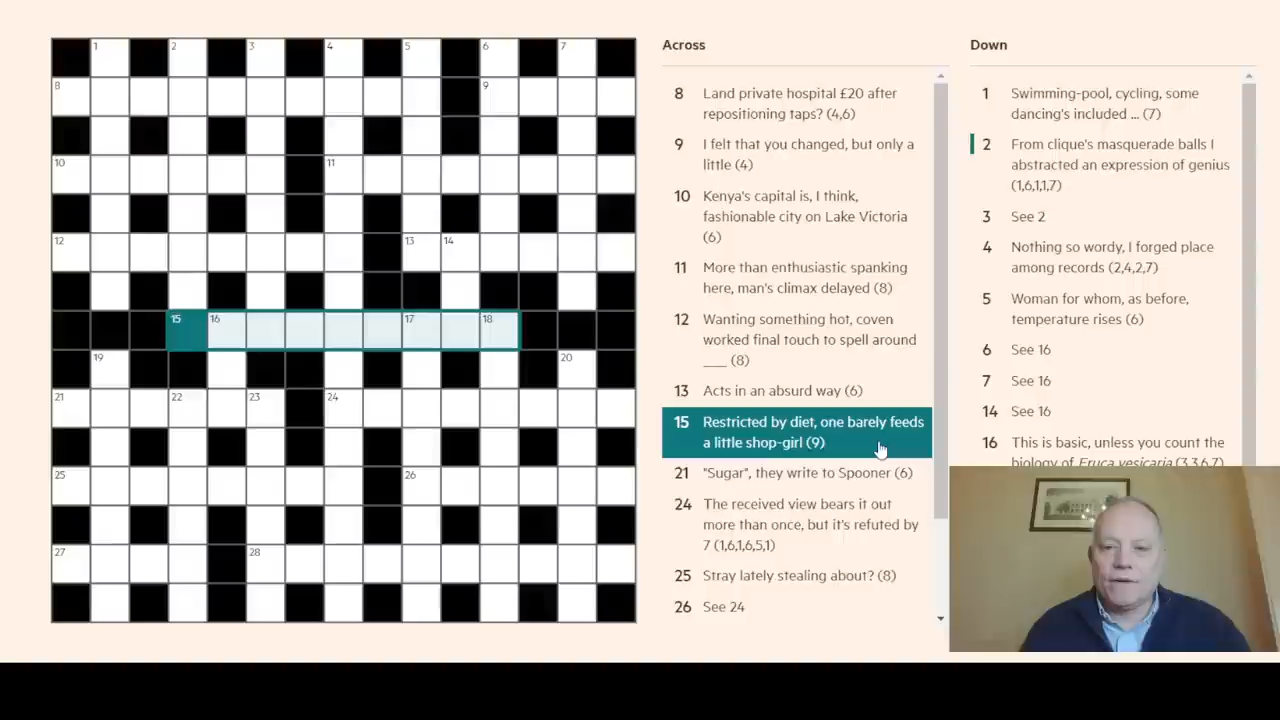 1 2 3 4 5 6 7
8 9
10 11
12 13 14
15 16 17 18
19 20
21 22 23 24
25 26
27 28
Across
8 Land private hospital £20 after
repositioning taps? (4,6)
9 I felt that you changed, but only a
little (4)
10 Kenya's capital is, I think,
fashionable city on Lake Victoria
(6)
11 More than enthusiastic spanking
here, man's climax delayed (8)
12 Wanting something hot, coven
worked final touch to spell around
____ (8)
13 Acts in an absurd way (6)
15 Restricted by diet, one barely feeds
a little shop-girl (9)
21 "Sugar", they write to Spooner (6)
24 The received view bears it out
more than once, but it's refuted by
7 (1,6,1,6,5,1)
25 Stray lately stealing about? (8)
26 See 24
Down
1 Swimming-pool, cycling, some
dancing's included ... (7)
2 From clique's masquerade balls I
abstracted an expression of genius
(1,6,1,1,7)
3 See 2
4 Nothing so wordy, I forged place
among records (2,4,2,7)
5 Woman for whom, as before,
temperature rises (6)
6 See 16
7 See 16
14 See 16
16 This is basic, unless you count the
biology of Eruca vesicaria (3,3,6,7)